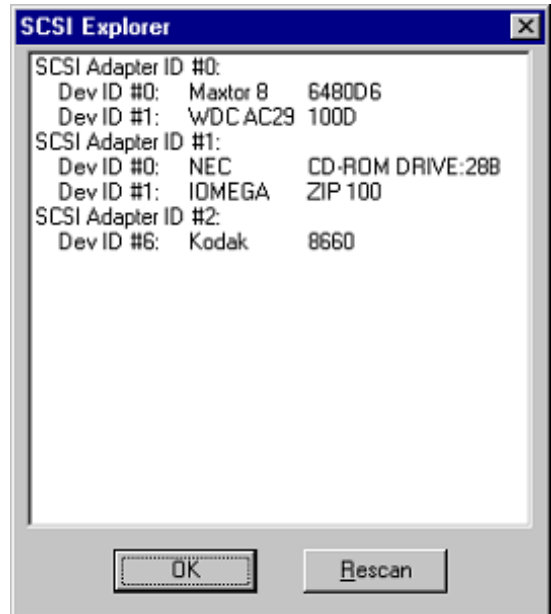 SCSI Explorer
SCSI Adapter ID #0:
Dev ID #0: Maxtor 8 6480D6
Dev ID #1: WDC AC29 100D
SCSI Adapter ID #1:
Dev ID #0: NEC CD-ROM DRIVE:28B
Dev ID #1: IOMEGA ZIP 100
SCSI Adapter ID #2:
Dev ID #6: Kodak 8660
OK Rescan